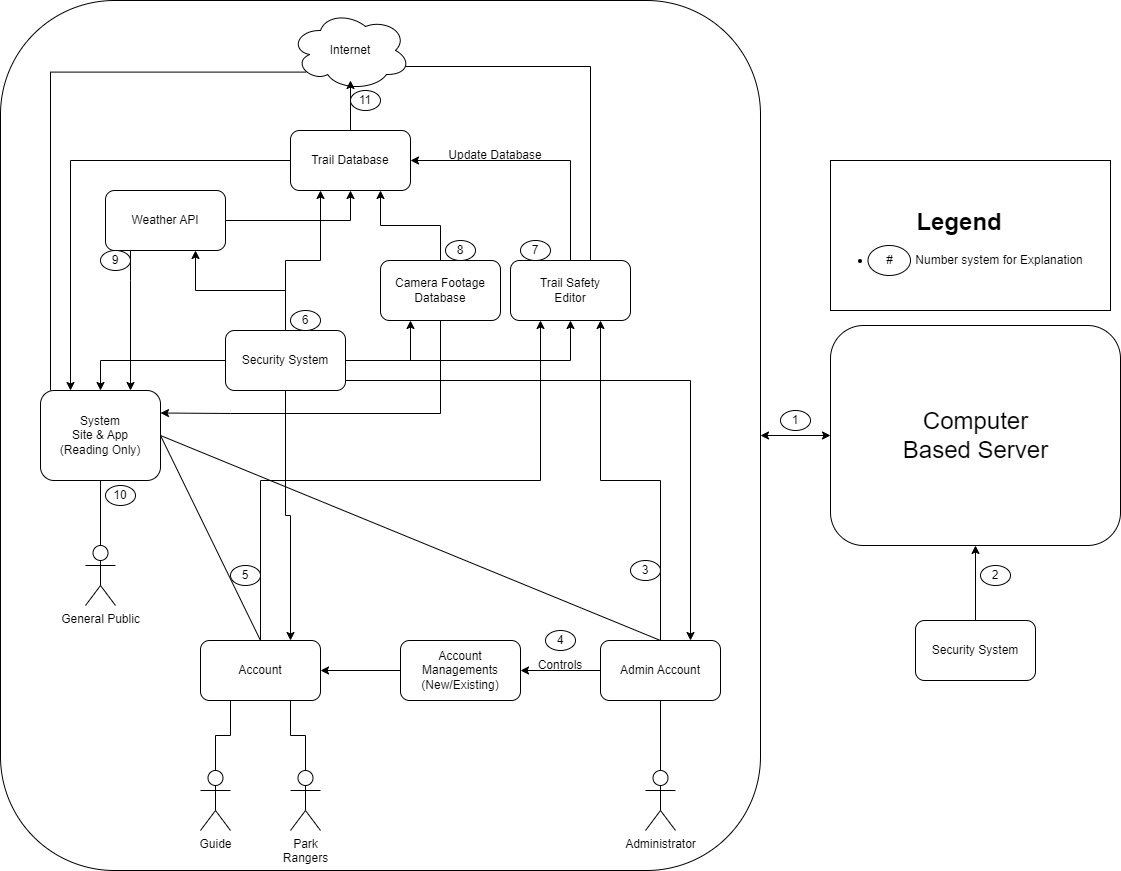 Internet
11
Trail Database
Update Database
Weather API
9
8
7
Camera Footage
Database
Trail Safety
Editor
6
Security System
System
Site & App
(Reading Only)
10
General Public
5
3
Account
Account
Managements
(New/Existing)
4
Controls
Admin Account
Guide
Park
Rangers
Administrator
Legend
# Number system for Explanation
1
Computer
Based Server
2
Security System